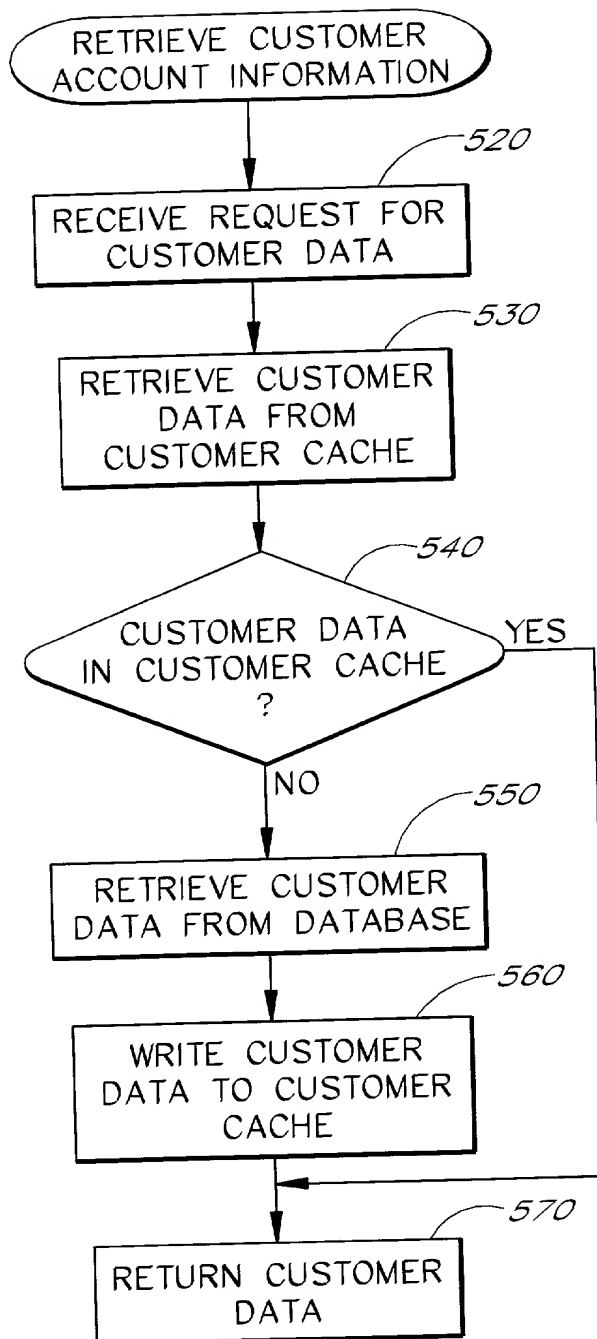 RETRIEVE CUSTOMER
ACCOUNT INFORMATION
520
RECEIVE REQUEST FOR
CUSTOMER DATA
530
RETRIEVE CUSTOMER
DATA FROM
CUSTOMER CACHE
540
CUSTOMER DATA
IN CUSTOMER CACHE
?
YES
NO
550
RETRIEVE CUSTOMER
DATA FROM DATABASE
560
WRITE CUSTOMER
DATA TO CUSTOMER
CACHE
570
RETURN CUSTOMER
DATA